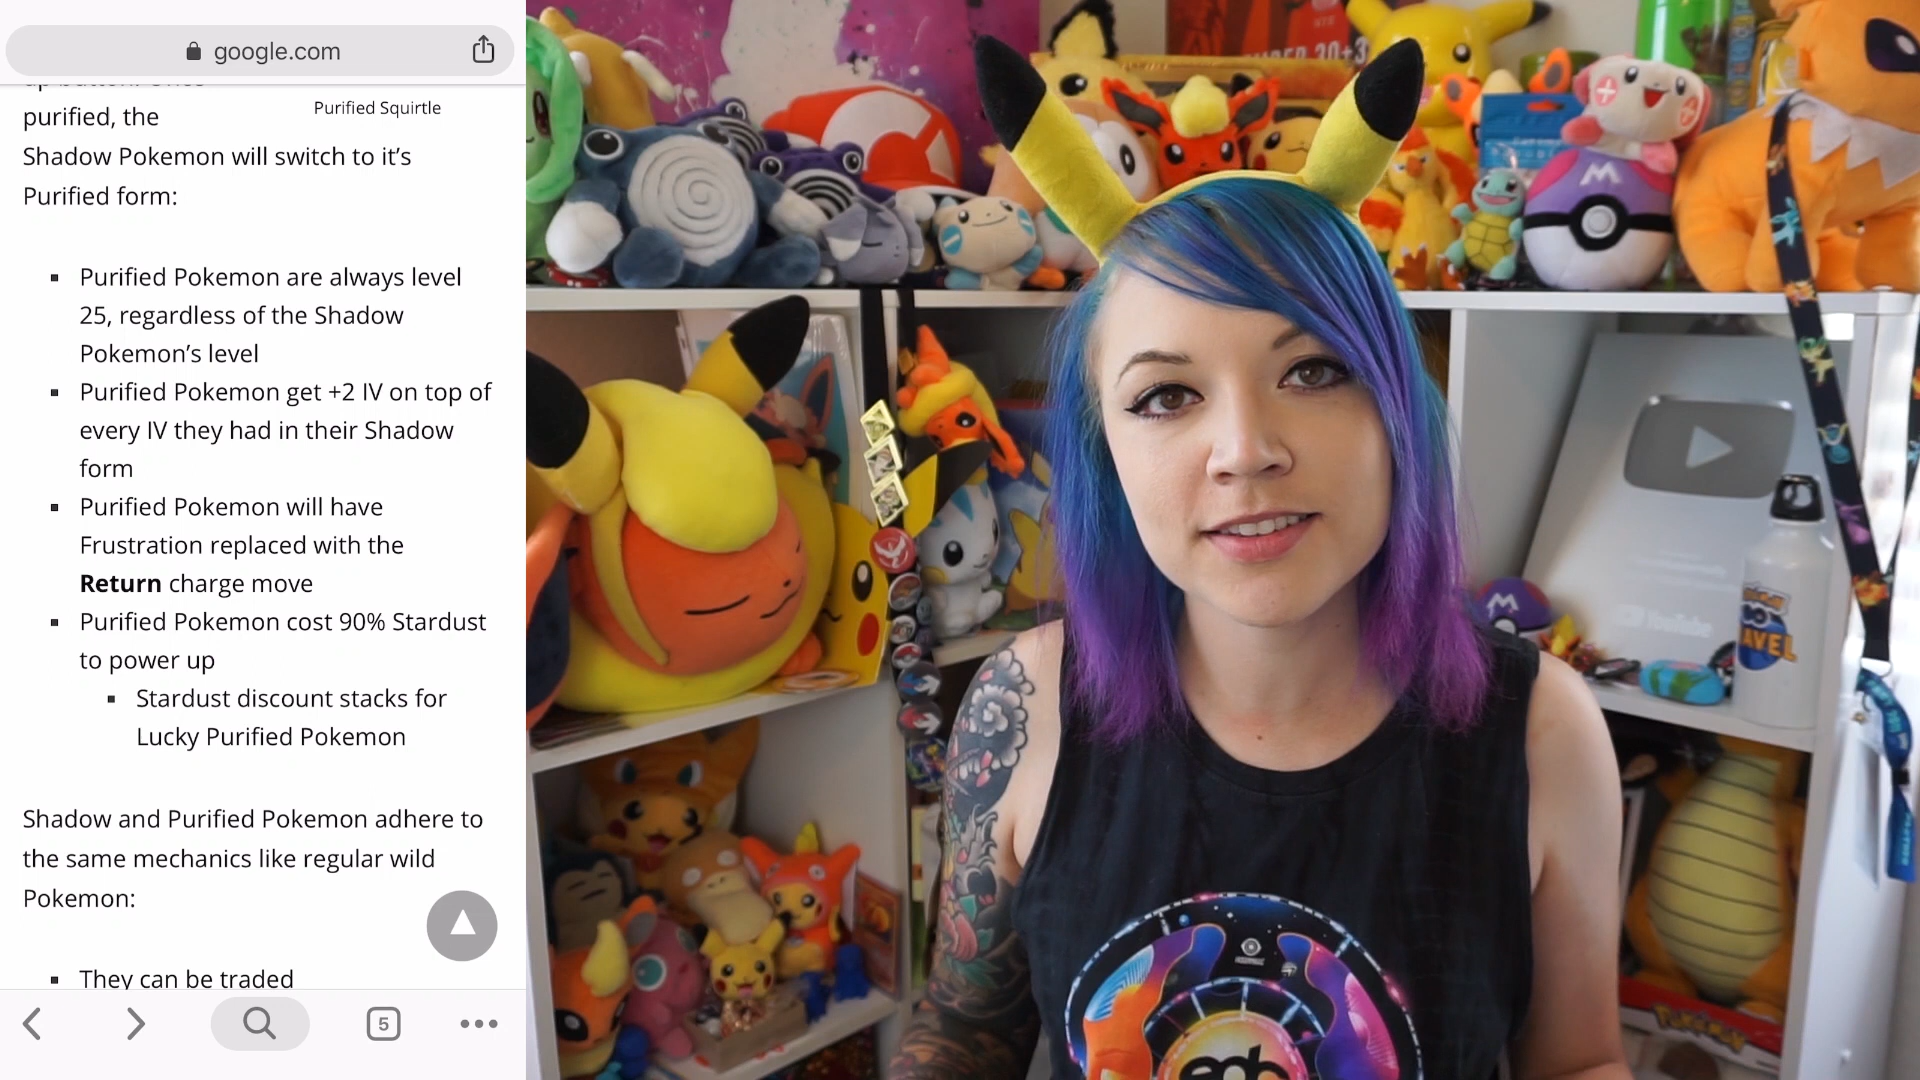 google.com
Purified Squirtle
purified, the
Shadow Pokemon will switch to it’s
Purified form:
▪ Purified Pokemon are always level
25, regardless of the Shadow
Pokemon’s level
▪ Purified Pokemon get +2 IV on top of
every IV they had in their Shadow
form
▪ Purified Pokemon will have
Frustration replaced with the
Return charge move
▪ Purified Pokemon cost 90% Stardust
to power up
▪ Stardust discount stacks for
Lucky Purified Pokemon
Shadow and Purified Pokemon adhere to
the same mechanics like regular wild
Pokemon:
▪ They can be traded
5
M
M
YouTube
GO
edc